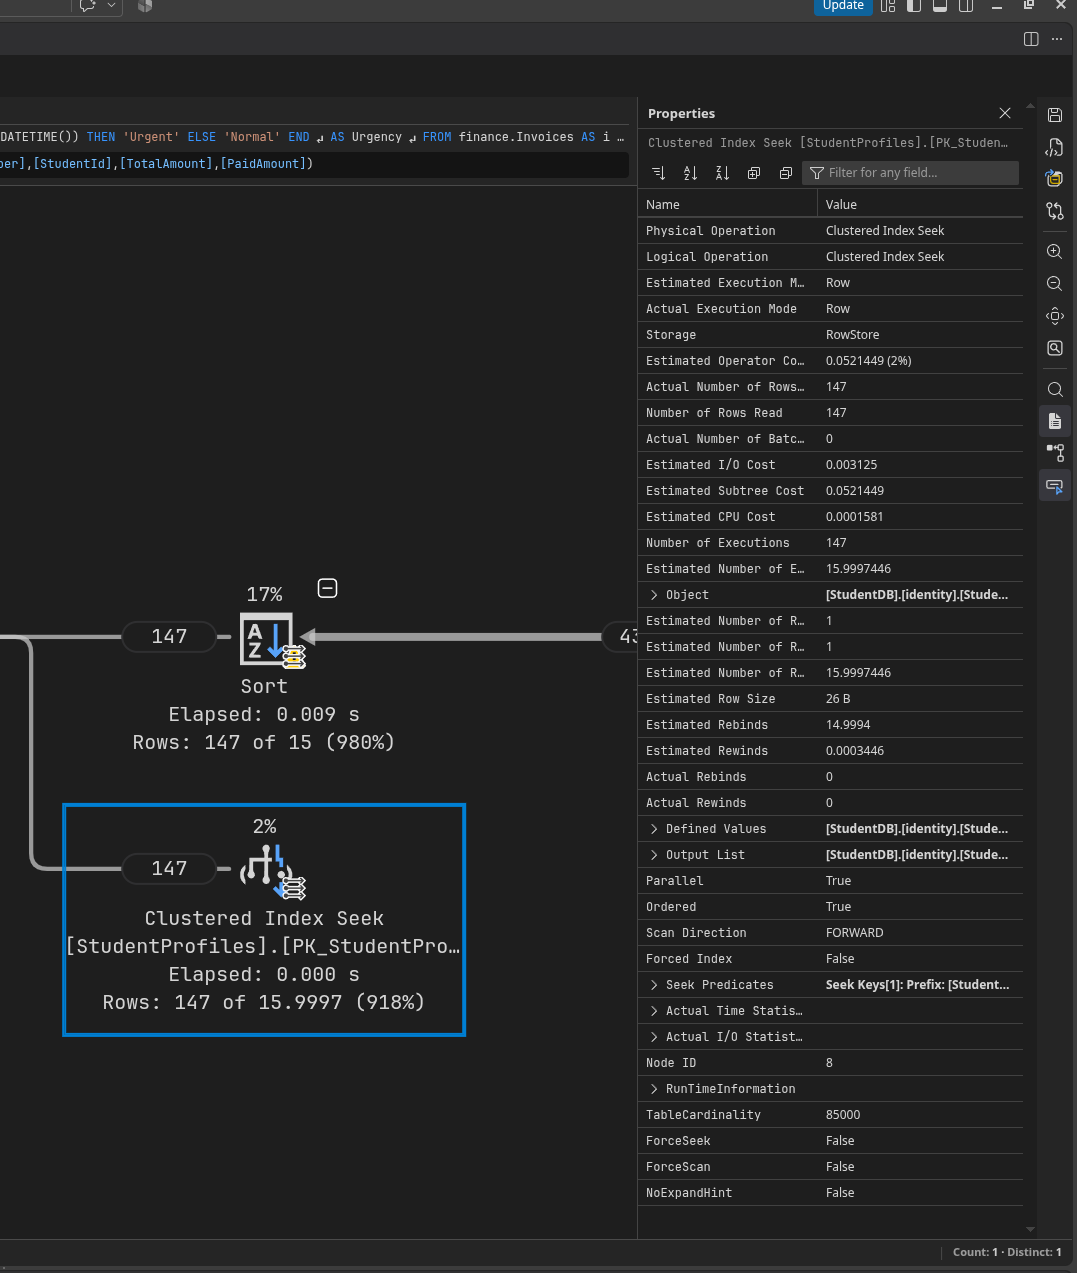 Update
DATETIME()) THEN 'Urgent' ELSE 'Normal' END ↲ AS Urgency ↲ FROM finance.Invoices AS i …
ber],[StudentId],[TotalAmount],[PaidAmount])
17%
147
43
Sort
Elapsed: 0.009 s
Rows: 147 of 15 (980%)
2%
147
Clustered Index Seek
[StudentProfiles].[PK_StudentPro…
Elapsed: 0.000 s
Rows: 147 of 15.9997 (918%)
Properties
Clustered Index Seek [StudentProfiles].[PK_Studen…
Filter for any field...
Name Value
Physical Operation Clustered Index Seek
Logical Operation Clustered Index Seek
Estimated Execution M… Row
Actual Execution Mode Row
Storage RowStore
Estimated Operator Co… 0.0521449 (2%)
Actual Number of Rows… 147
Number of Rows Read 147
Actual Number of Batc… 0
Estimated I/O Cost 0.003125
Estimated Subtree Cost 0.0521449
Estimated CPU Cost 0.0001581
Number of Executions 147
Estimated Number of E… 15.9997446
Object [StudentDB].[identity].[Stude...
Estimated Number of R… 1
Estimated Number of R… 1
Estimated Number of R… 15.9997446
Estimated Row Size 26 B
Estimated Rebinds 14.9994
Estimated Rewinds 0.0003446
Actual Rebinds 0
Actual Rewinds 0
Defined Values [StudentDB].[identity].[Stude...
Output List [StudentDB].[identity].[Stude...
Parallel True
Ordered True
Scan Direction FORWARD
Forced Index False
Seek Predicates Seek Keys[1]: Prefix: [Student...
Actual Time Statis…
Actual I/O Statist…
Node ID 8
RunTimeInformation
TableCardinality 85000
ForceSeek False
ForceScan False
NoExpandHint False
Count: 1 · Distinct: 1